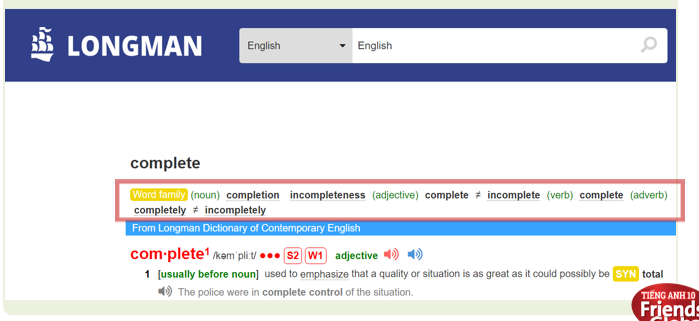 LONGMAN
English English
complete
Word family (noun) completion incompleteness (adjective) complete ≠ incomplete (verb) complete (adverb)
completely ≠ incompletely
From Longman Dictionary of Contemporary English
com·plete¹ /kəmˈpliːt/ ●●● S2 W1 adjective
1 [usually before noun] used to emphasize that a quality or situation is as great as it could possibly be SYN total
The police were in complete control of the situation.
TIẾNG ANH 10
Friends